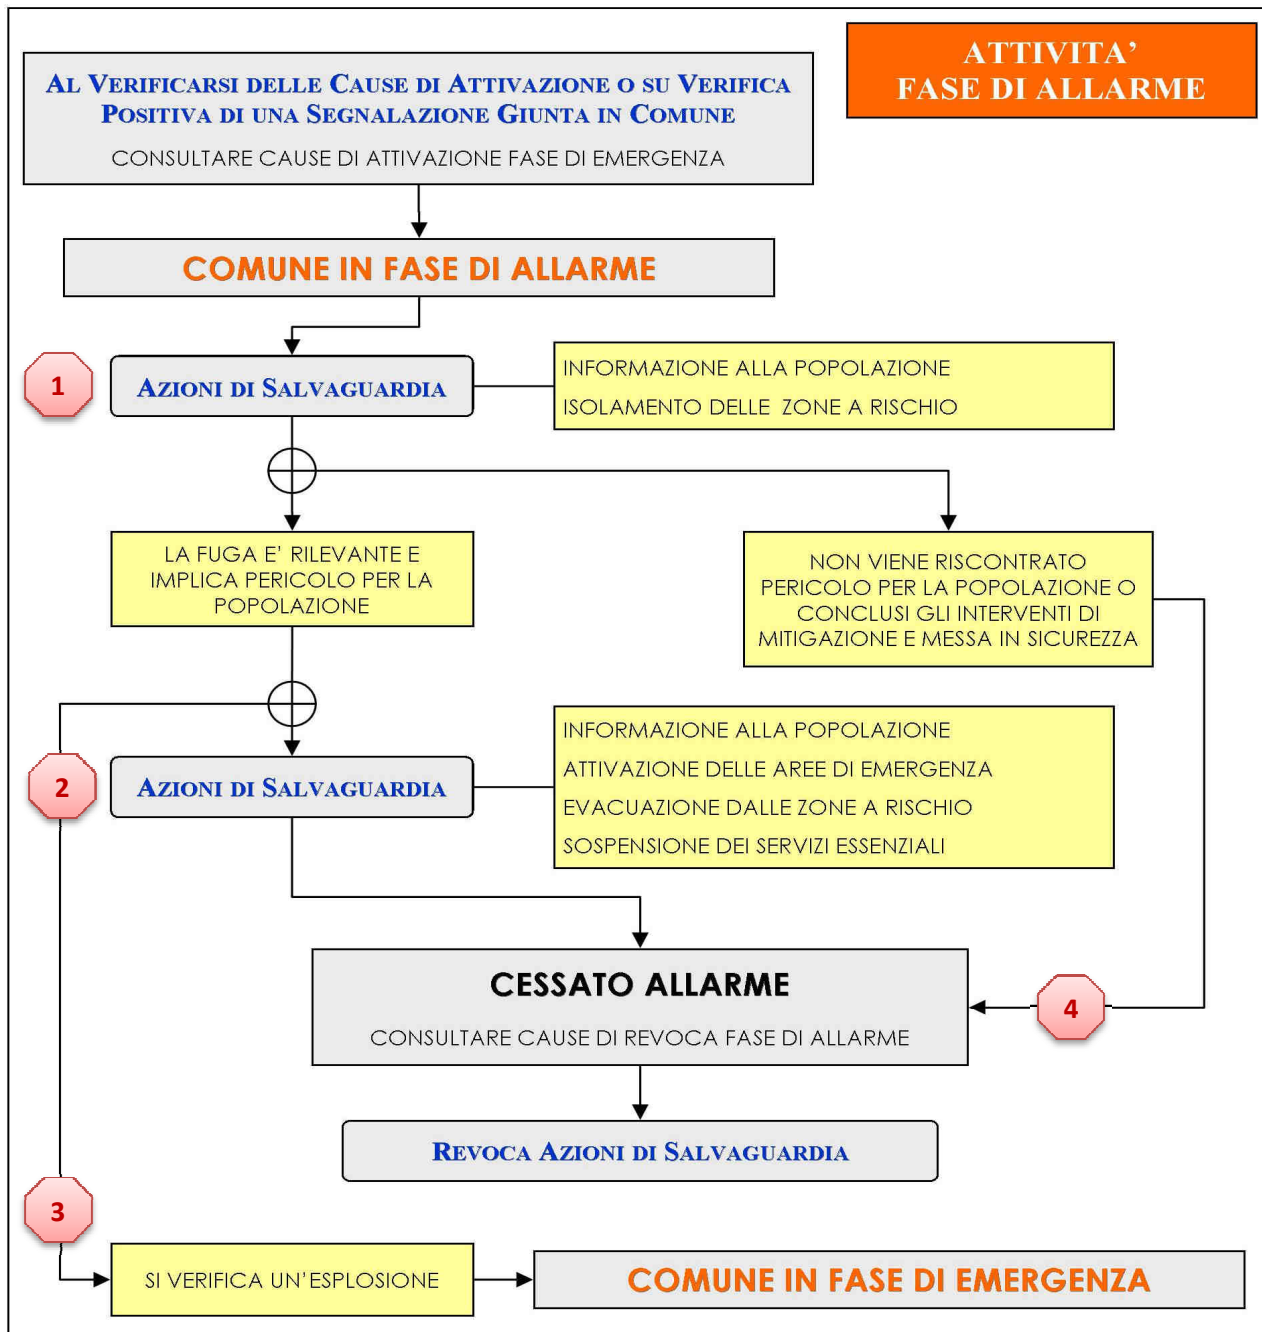 ATTIVITA'
FASE DI ALLARME
AL VERIFICARSI DELLE CAUSE DI ATTIVAZIONE O SU VERIFICA
POSITIVA DI UNA SEGNALAZIONE GIUNTA IN COMUNE
CONSULTARE CAUSE DI ATTIVAZIONE FASE DI EMERGENZA
COMUNE IN FASE DI ALLARME
1
AZIONI DI SALVAGUARDIA
INFORMAZIONE ALLA POPOLAZIONE
ISOLAMENTO DELLE ZONE A RISCHIO
LA FUGA E' RILEVANTE E
IMPLICA PERICOLO PER LA
POPOLAZIONE
NON VIENE RISCONTRATO
PERICOLO PER LA POPOLAZIONE O
CONCLUSI GLI INTERVENTI DI
MITIGAZIONE E MESSA IN SICUREZZA
2
AZIONI DI SALVAGUARDIA
INFORMAZIONE ALLA POPOLAZIONE
ATTIVAZIONE DELLE AREE DI EMERGENZA
EVACUAZIONE DALLE ZONE A RISCHIO
SOSPENSIONE DEI SERVIZI ESSENZIALI
CESSATO ALLARME
CONSULTARE CAUSE DI REVOCA FASE DI ALLARME
4
REVOCA AZIONI DI SALVAGUARDIA
3
SI VERIFICA UN'ESPLOSIONE
COMUNE IN FASE DI EMERGENZA